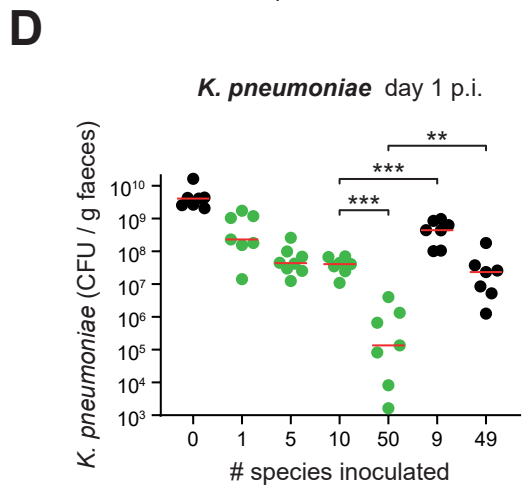 D
K. pneumoniae day 1 p.i.
**
***
***
K. pneumoniae (CFU / g faeces)
10¹⁰
10⁹
10⁸
10⁷
10⁶
10⁵
10⁴
10³
0 1 5 10 50 9 49
# species inoculated